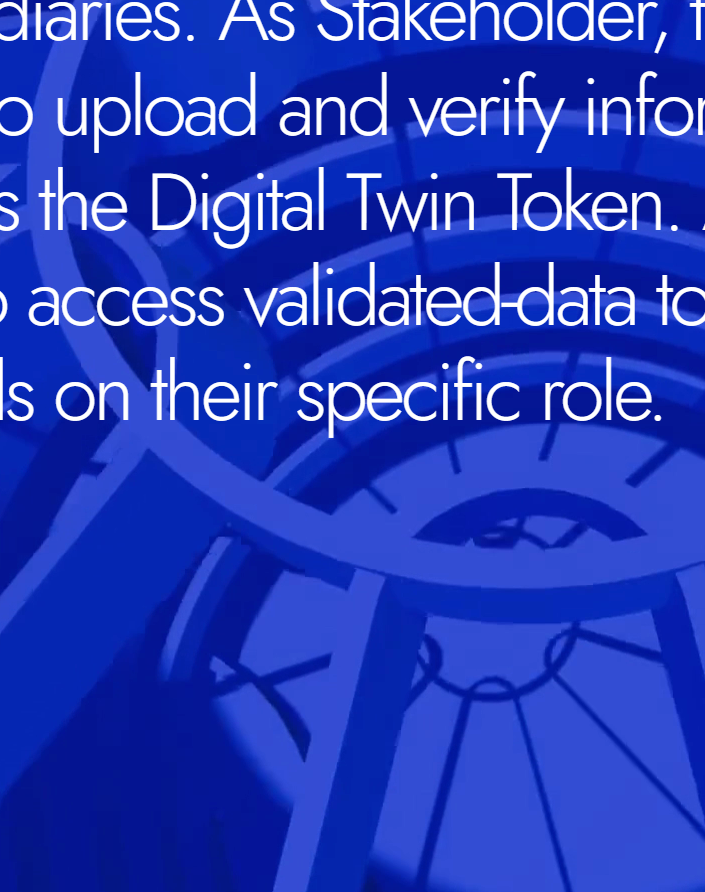 diaries. As Stakeholder, t
o upload and verify infor
s the Digital Twin Token. A
o access validated-data to
ls on their specific role.